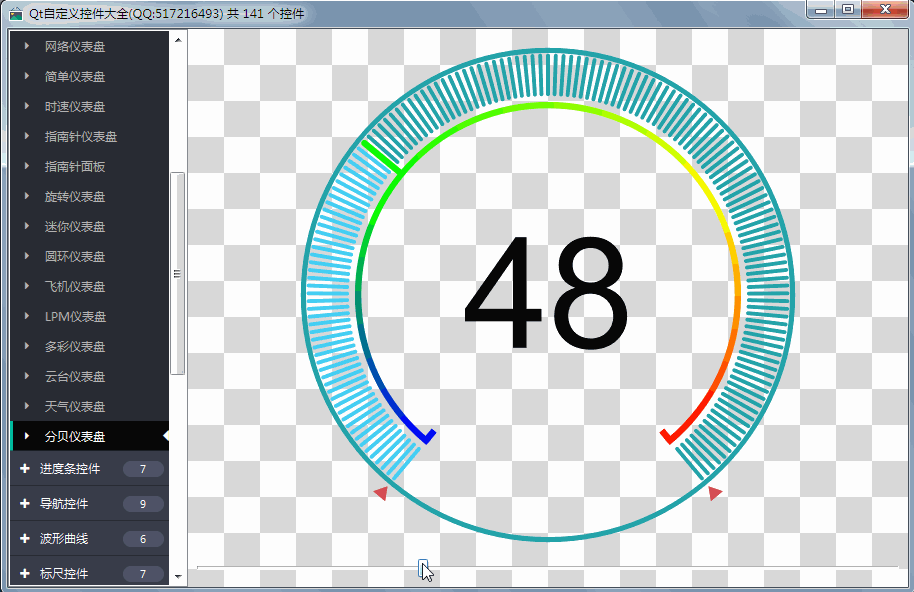 Qt自定义控件大全(QQ:517216493) 共 141 个控件
网络仪表盘
简单仪表盘
时速仪表盘
指南针仪表盘
指南针面板
旋转仪表盘
迷你仪表盘
圆环仪表盘
飞机仪表盘
LPM仪表盘
多彩仪表盘
云台仪表盘
天气仪表盘
分贝仪表盘
进度条控件 7
导航控件 9
波形曲线 6
标尺控件 7
48